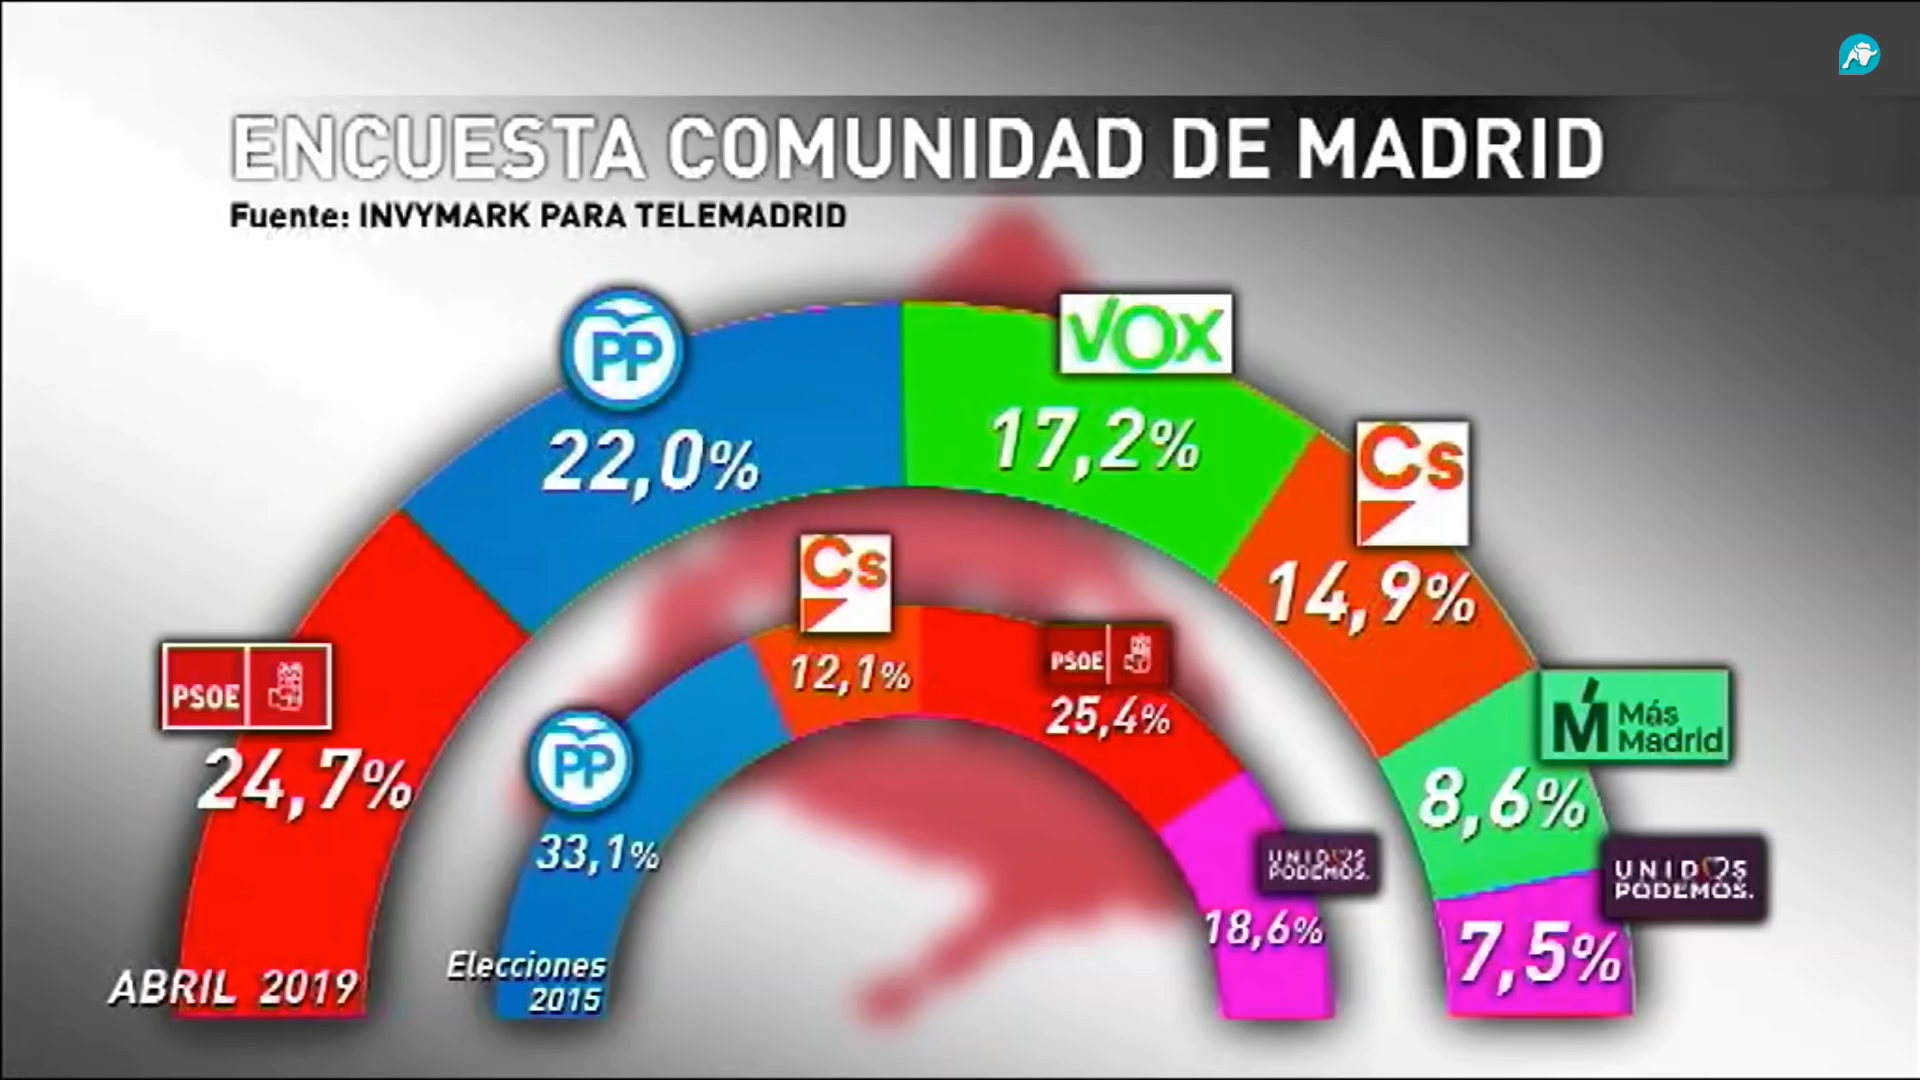 ENCUESTA COMUNIDAD DE MADRID
Fuente: INVYMARK PARA TELEMADRID
PP
22,0%
VOX
17,2%
Cs
14,9%
PSOE
24,7%
Más
Madrid
M
8,6%
UNIDOS
PODEMOS.
7,5%
ABRIL 2019
PP
33,1%
Cs
12,1%
PSOE
25,4%
UNIDOS
PODEMOS.
18,6%
Elecciones
2015